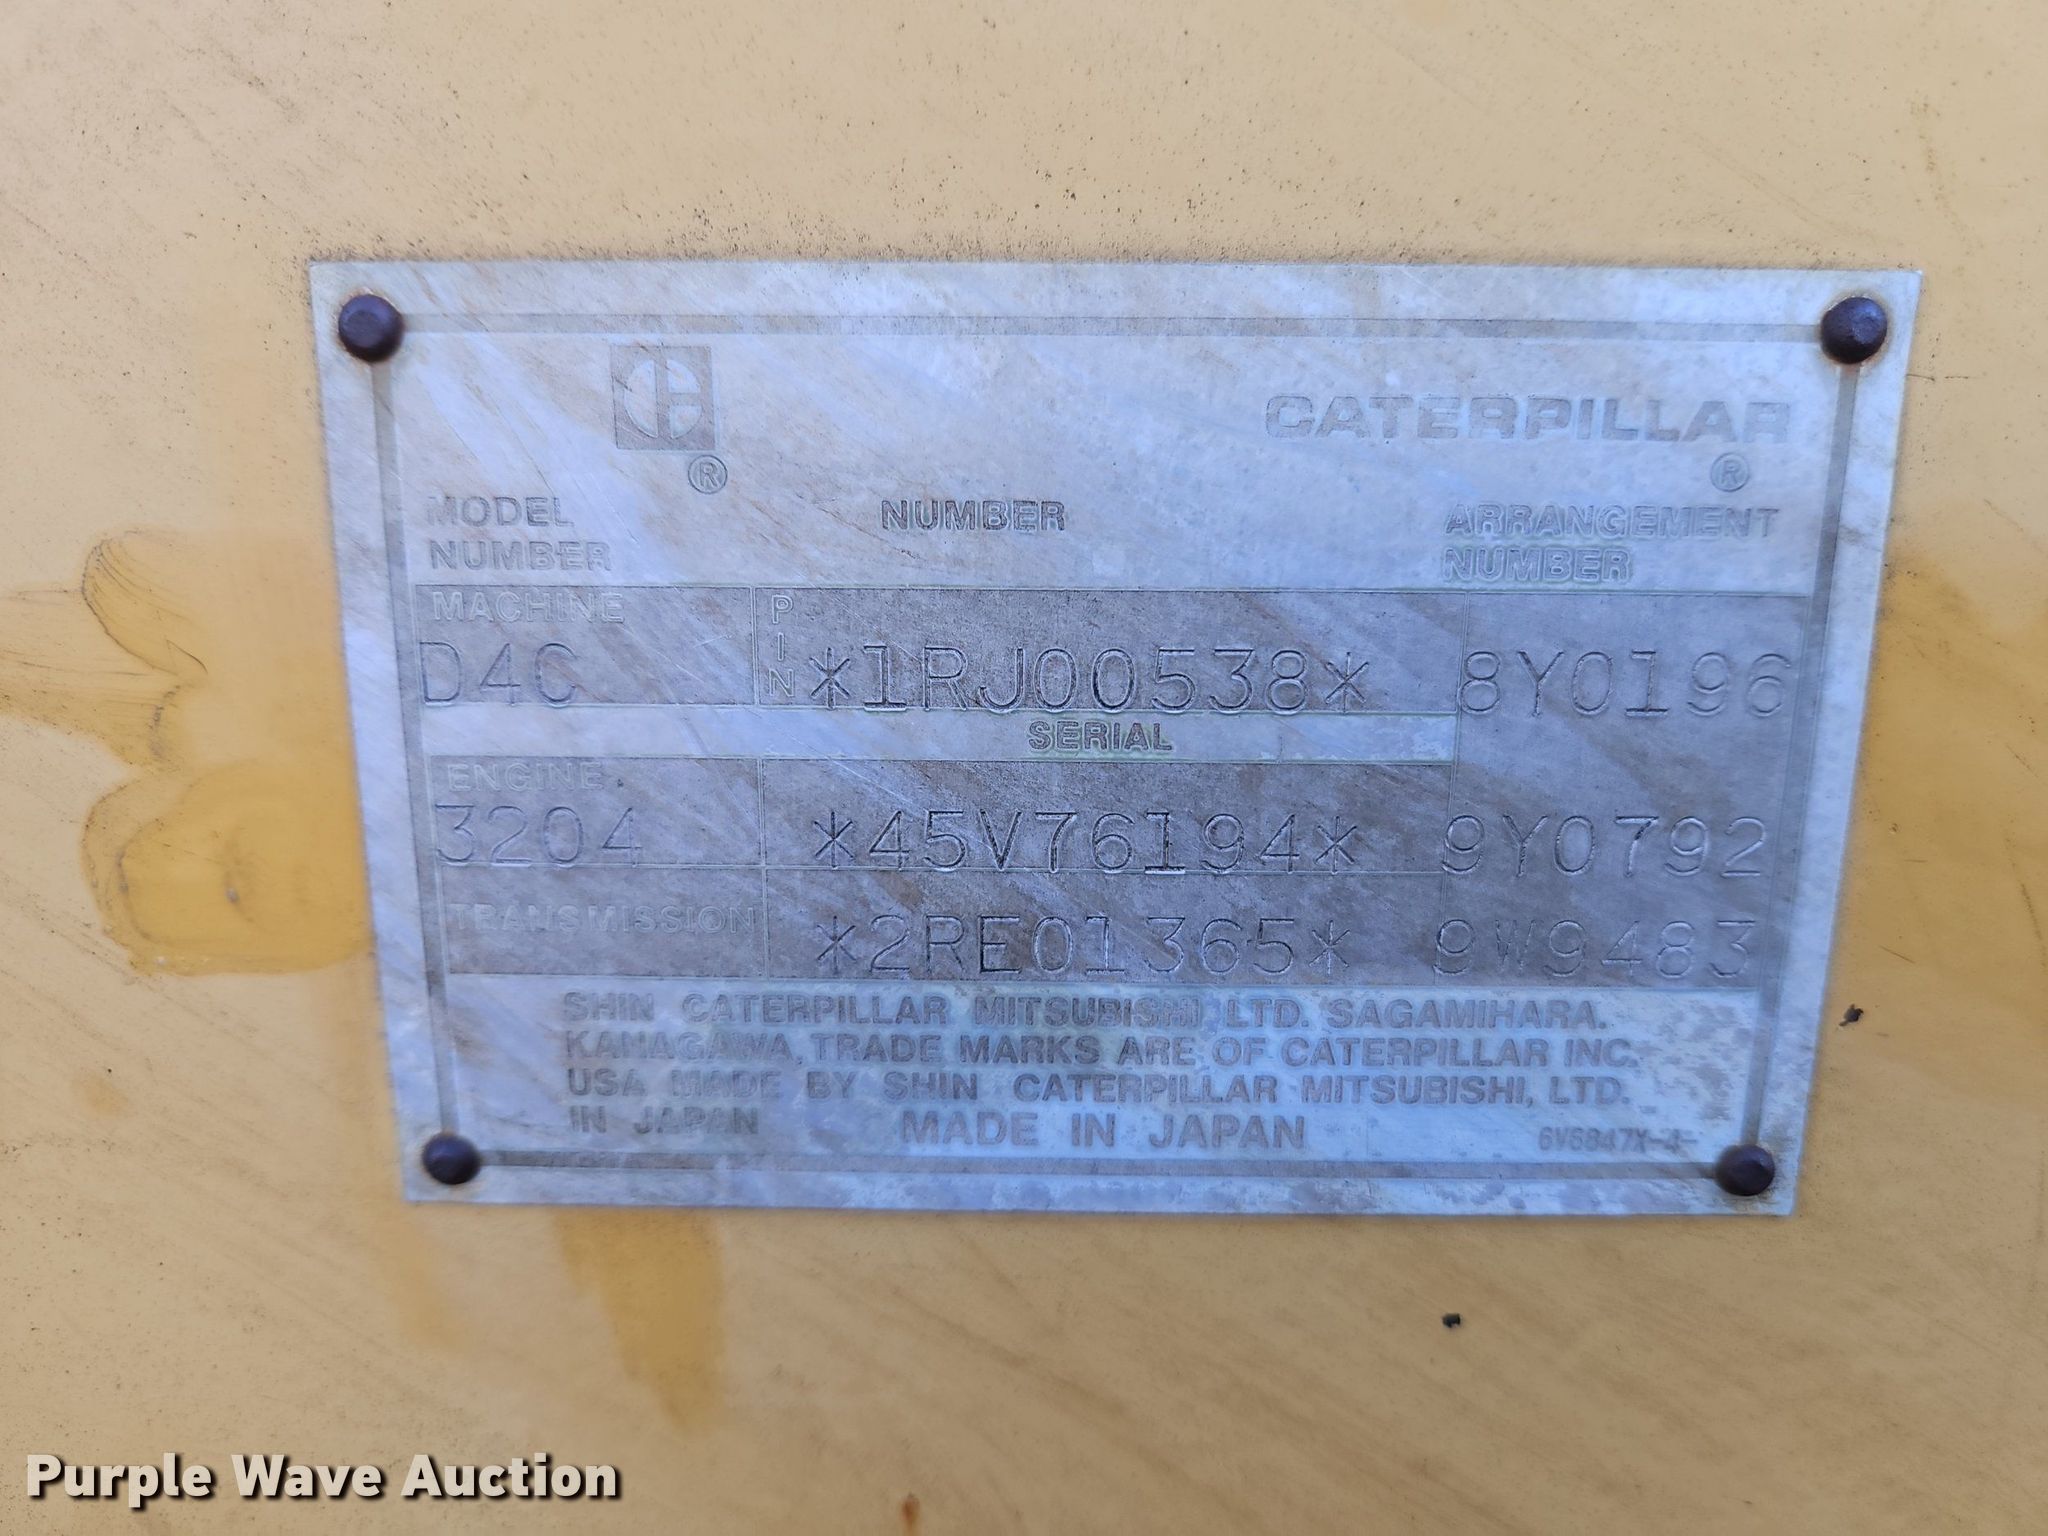 CATERPILLAR
®
®
MODEL NUMBER
NUMBER
ARRANGEMENT NUMBER
MACHINE
D4C
PIN
*1RJ00538*
8Y0196
SERIAL
ENGINE
3204
*45V76194*
9Y0792
TRANSMISSION
*2RE01365*
9W9483
SHIN CATERPILLAR MITSUBISHI LTD. SAGAMIHARA.
KANAGAWA, TRADE MARKS ARE OF CATERPILLAR INC.
USA MADE BY SHIN CATERPILLAR MITSUBISHI, LTD.
IN JAPAN MADE IN JAPAN
Purple Wave Auction